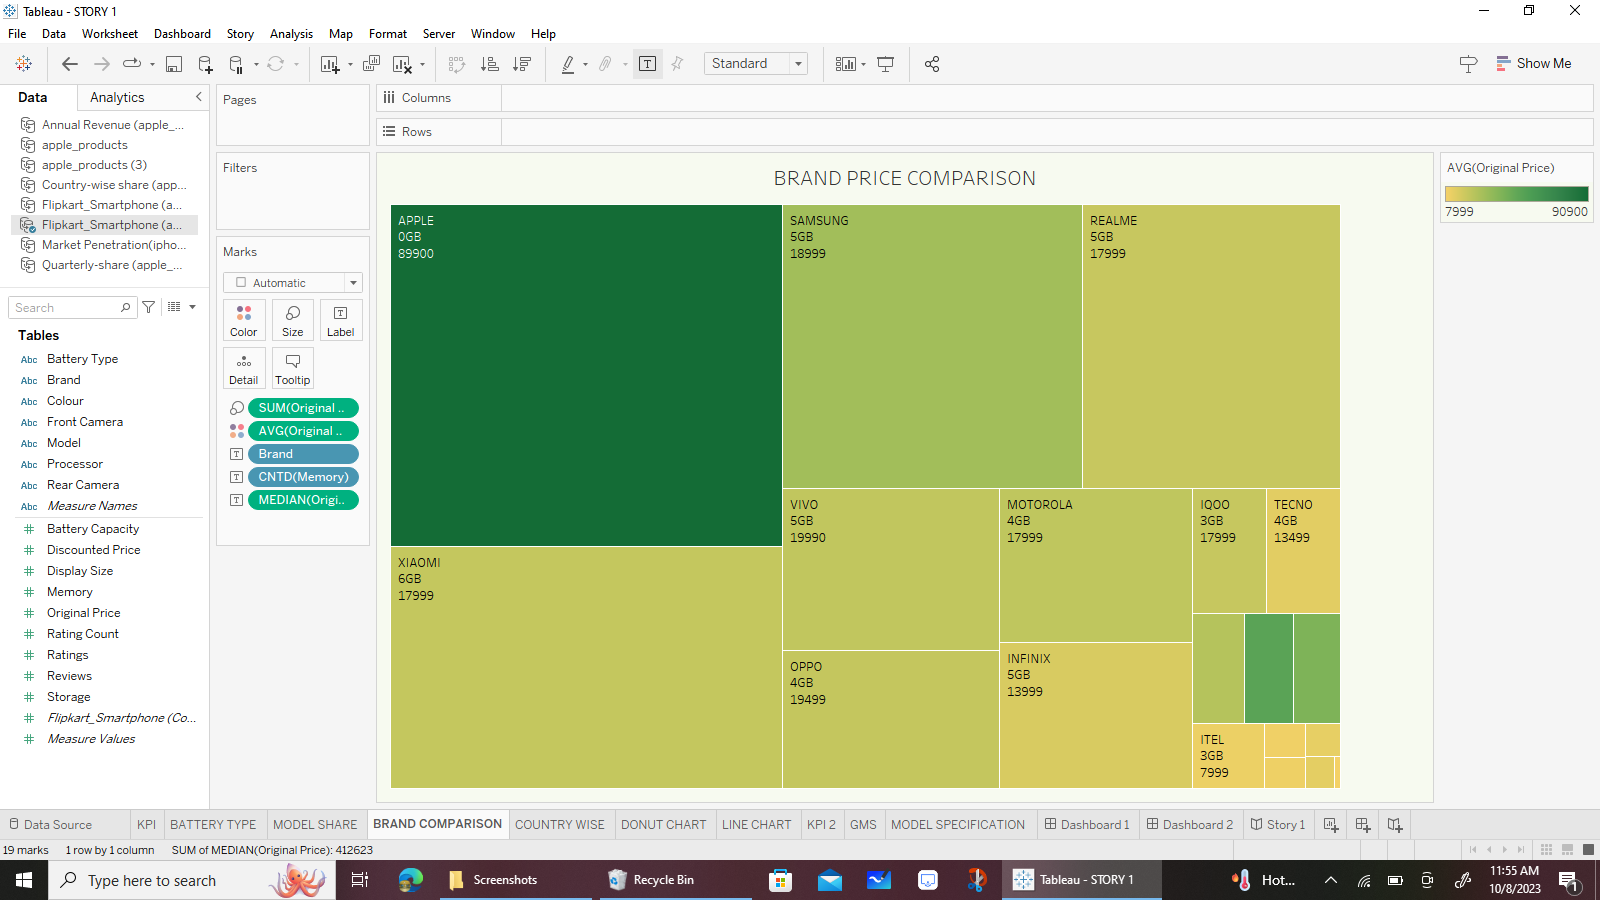 Tableau - STORY 1
File Data Worksheet Dashboard Story Analysis Map Format Server Window Help
Standard
Show Me
Data Analytics
Annual Revenue (apple_...
apple_products
apple_products (3)
Country-wise share (app...
Flipkart_Smartphone (a...
Flipkart_Smartphone (a...
Market Penetration(ipho...
Quarterly-share (apple_...
Search
Tables
Abc Battery Type
Abc Brand
Abc Colour
Abc Front Camera
Abc Model
Abc Processor
Abc Rear Camera
Abc Measure Names
# Battery Capacity
# Discounted Price
# Display Size
# Memory
# Original Price
# Rating Count
# Ratings
# Reviews
# Storage
# Flipkart_Smartphone (Co...
# Measure Values
Pages
Filters
Marks
Automatic
Color Size Label
Detail Tooltip
SUM(Original ..
AVG(Original ..
Brand
CNTD(Memory)
MEDIAN(Origi..
Columns
Rows
BRAND PRICE COMPARISON
APPLE
0GB
89900
SAMSUNG
5GB
18999
REALME
5GB
17999
XIAOMI
6GB
17999
VIVO
5GB
19990
MOTOROLA
4GB
17999
IQOO
3GB
17999
TECNO
4GB
13499
OPPO
4GB
19499
INFINIX
5GB
13999
ITEL
3GB
7999
AVG(Original Price)
7999 90900
Data Source KPI BATTERY TYPE MODEL SHARE BRAND COMPARISON COUNTRY WISE DONUT CHART LINE CHART KPI 2 GMS MODEL SPECIFICATION Dashboard 1 Dashboard 2 Story 1
19 marks 1 row by 1 column SUM of MEDIAN(Original Price): 412623
Type here to search
Screenshots
Recycle Bin
Tableau - STORY 1
Hot...
11:55 AM
10/8/2023
1